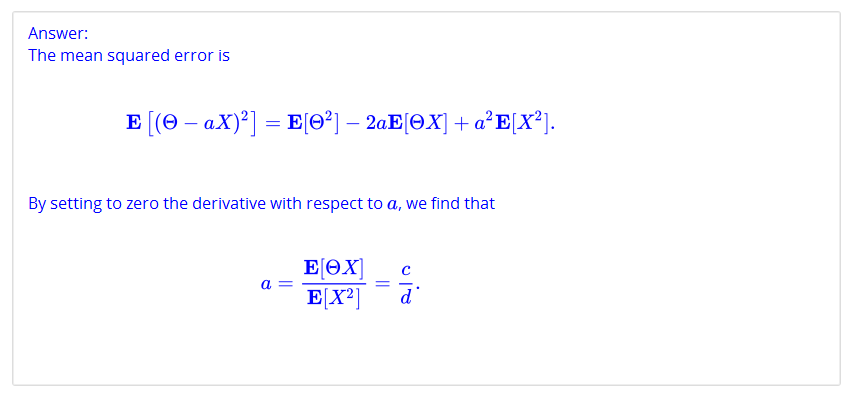 Answer:
The mean squared error is
E [(Θ − aX)²] = E[Θ²] − 2aE[ΘX] + a²E[X²].
By setting to zero the derivative with respect to a, we find that
a = E[ΘX] / E[X²] = c / d.